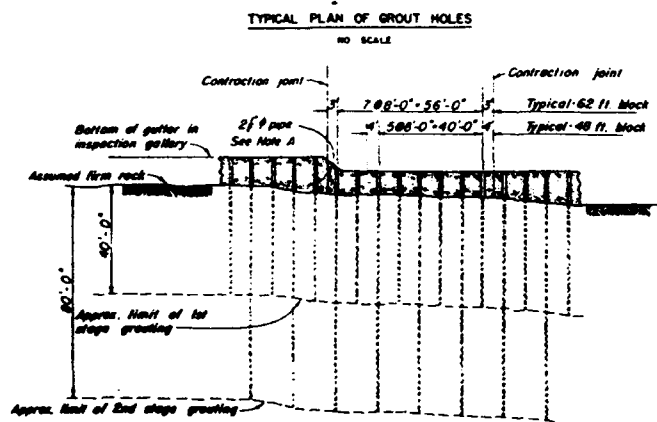 TYPICAL PLAN OF GROUT HOLES
NO SCALE
Contraction joint
Contraction joint
3' 7@8'-0"=56'-0" 3' Typical-62 ft. block
4' 5@8'-0"=40'-0" 4' Typical-48 ft. block
pipe
See Note A
Bottom of gutter in
inspection gallery
Assumed firm rock
40'-0"
80'-0"
Approx. limit of 1st
stage grouting
Approx. limit of 2nd stage grouting